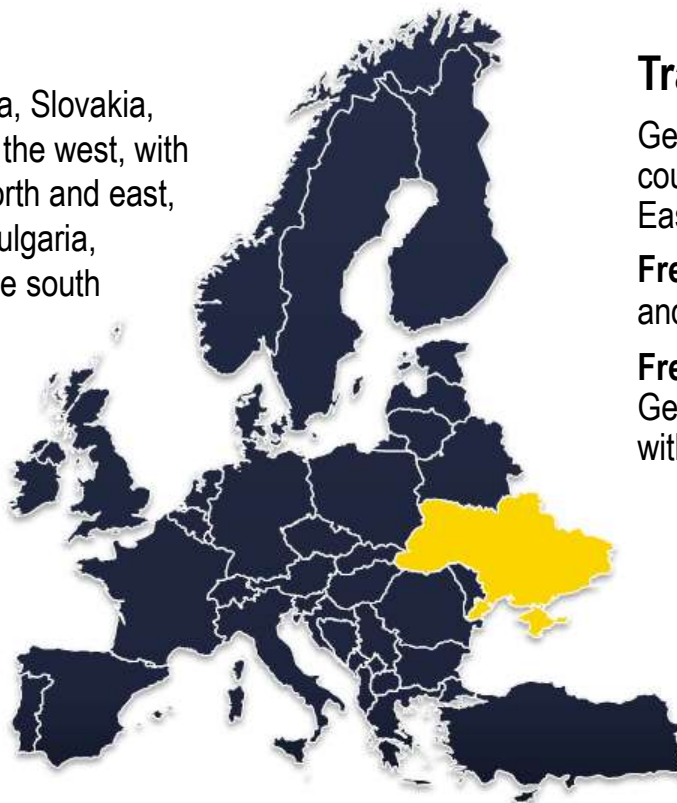 a, Slovakia,
the west, with
orth and east,
ulgaria,
e south
Tra
Ge
cou
Eas
Fre
and
Fre
Ge
with